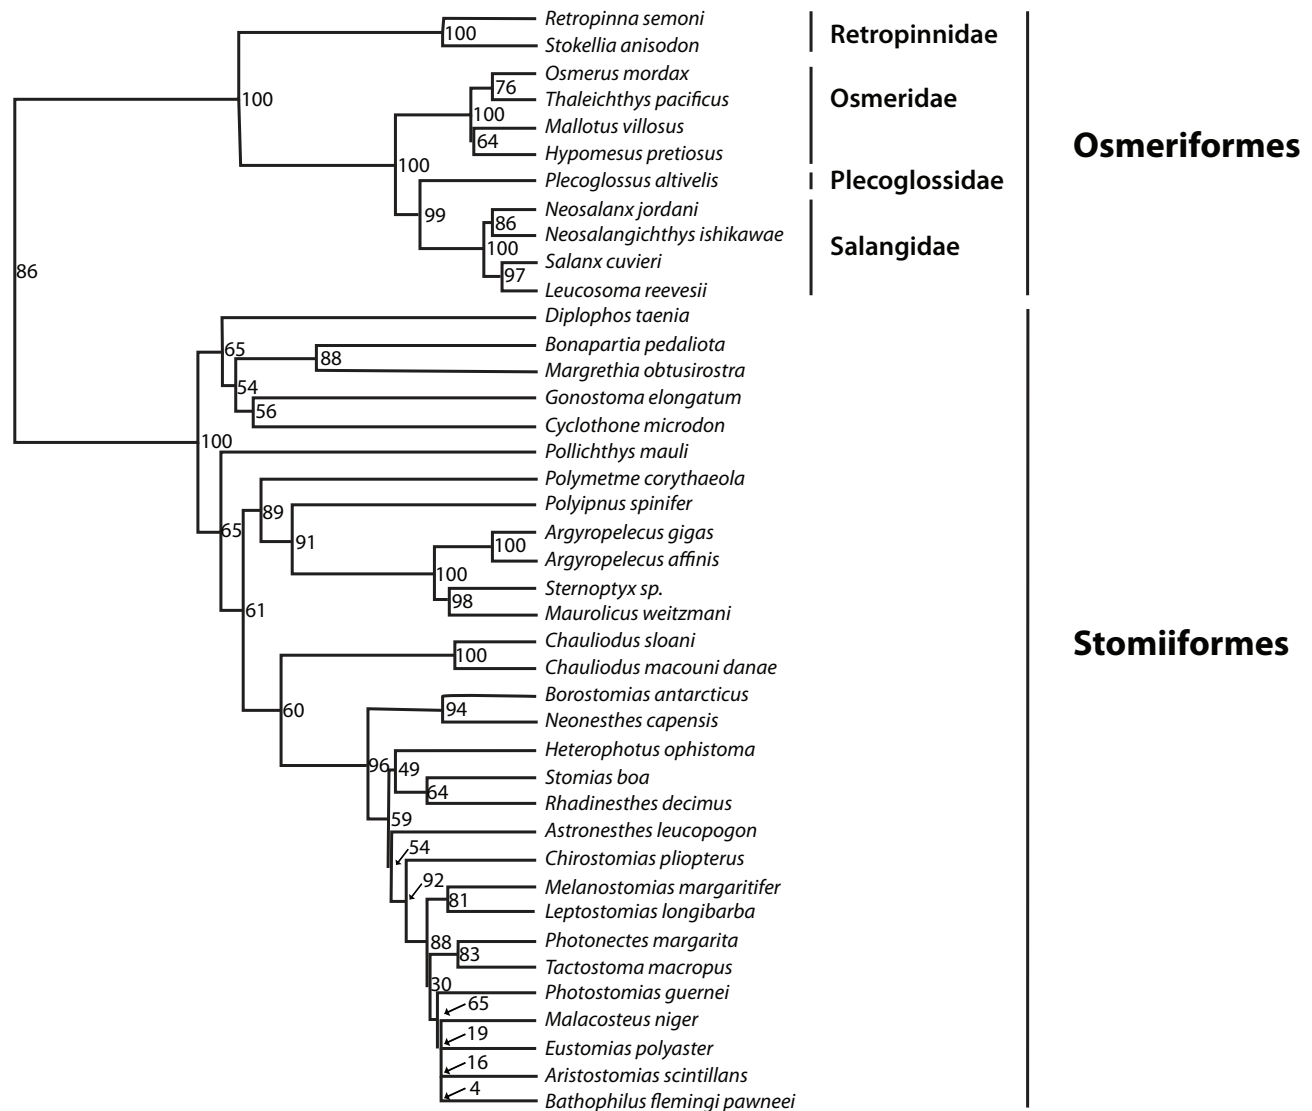 Retropinna semoni
100
Retropinnidae
Stokellia anisodon
Osmerus mordax
76
Thaleichthys pacificus
Osmeridae
100
100
Mallotus villosus
64
Hypomesus pretiosus
Osmeriformes
100
Plecoglossus altivelis
Plecoglossidae
99
Neosalanx jordani
86
Neosalangichthys ishikawae
100
Salangidae
Salanx cuvieri
97
Leucosoma reevesii
86
Diplophos taenia
65
Bonapartia pedaliota
88
Margrethia obtusirostra
54
Gonostoma elongatum
56
Cyclothone microdon
100
Pollichthys mauli
Polymetme corythaeola
89
Polyipnus spinifer
65
91
Argyropelecus gigas
100
Argyropelecus affinis
100
Sternoptyx sp.
98
Maurolicus weitzmani
61
Chauliodus sloani
100
Stomiiformes
Chauliodus macouni danae
60
Borostomias antarcticus
94
Neonesthes capensis
96
Heterophotus ophistoma
49
Stomias boa
64
Rhadinesthes decimus
59
Astronesthes leucopogon
54
Chirostomias pliopterus
92
Melanostomias margaritifer
81
Leptostomias longibarba
88
Photonectes margarita
83
Tactostoma macropus
30
Photostomias guernei
65
Malacosteus niger
19
Eustomias polyaster
16
Aristostomias scintillans
4
Bathophilus flemingi pawneei